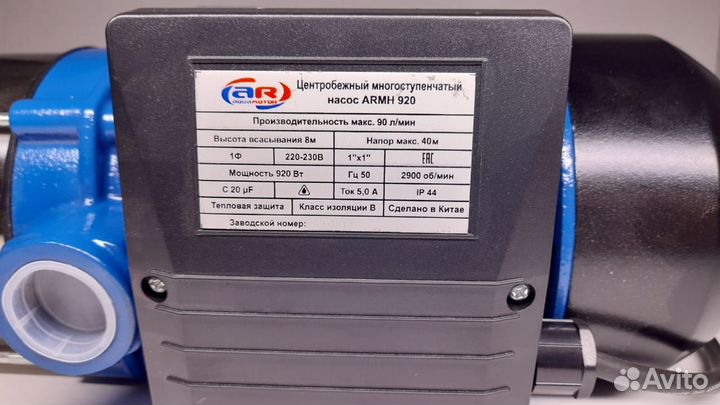 AR
AQUAMOTOR
Центробежный многоступенчатый
насос ARMH 920
Производительность макс. 90 л/мин
Высота всасывания 8м Напор макс. 40м
1Ф 220-230В 1"x1" EAC
Мощность 920 Вт Гц 50 2900 об/мин
С 20 µF Ток 5,0 А IP 44
Тепловая защита Класс изоляции В Сделано в Китае
Заводской номер:
Avito